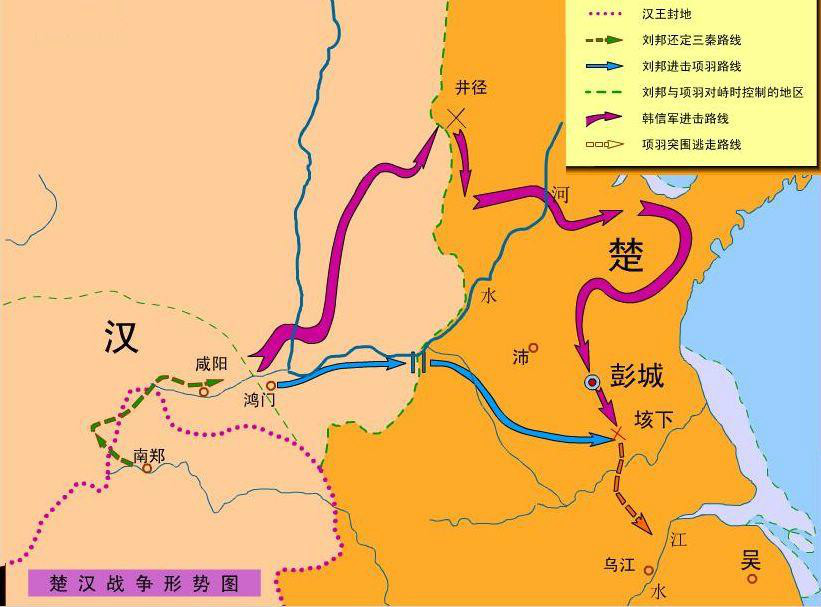 汉王封地
刘邦还定三秦路线
刘邦进击项羽路线
刘邦与项羽对峙时控制的地区
韩信军进击路线
项羽突围逃走路线
井径
河
楚
水
汉
咸阳
沛
彭城
鸿门
垓下
南郑
江
乌江
吴
水
楚汉战争形势图